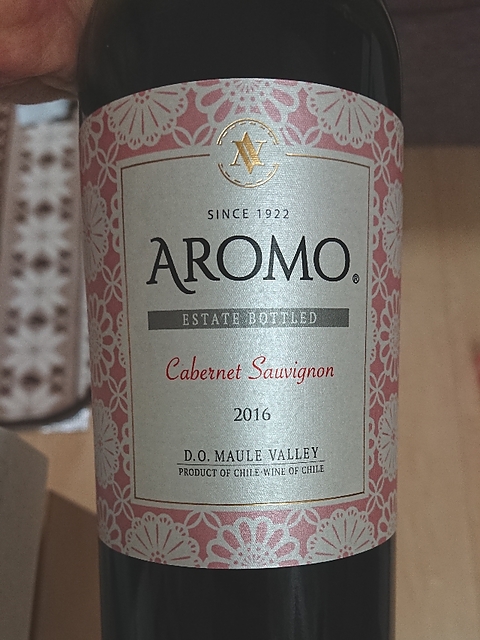 SINCE 1922
AROMO®
ESTATE BOTTLED
Cabernet Sauvignon
2016
D.O. MAULE VALLEY
PRODUCT OF CHILE-WINE OF CHILE